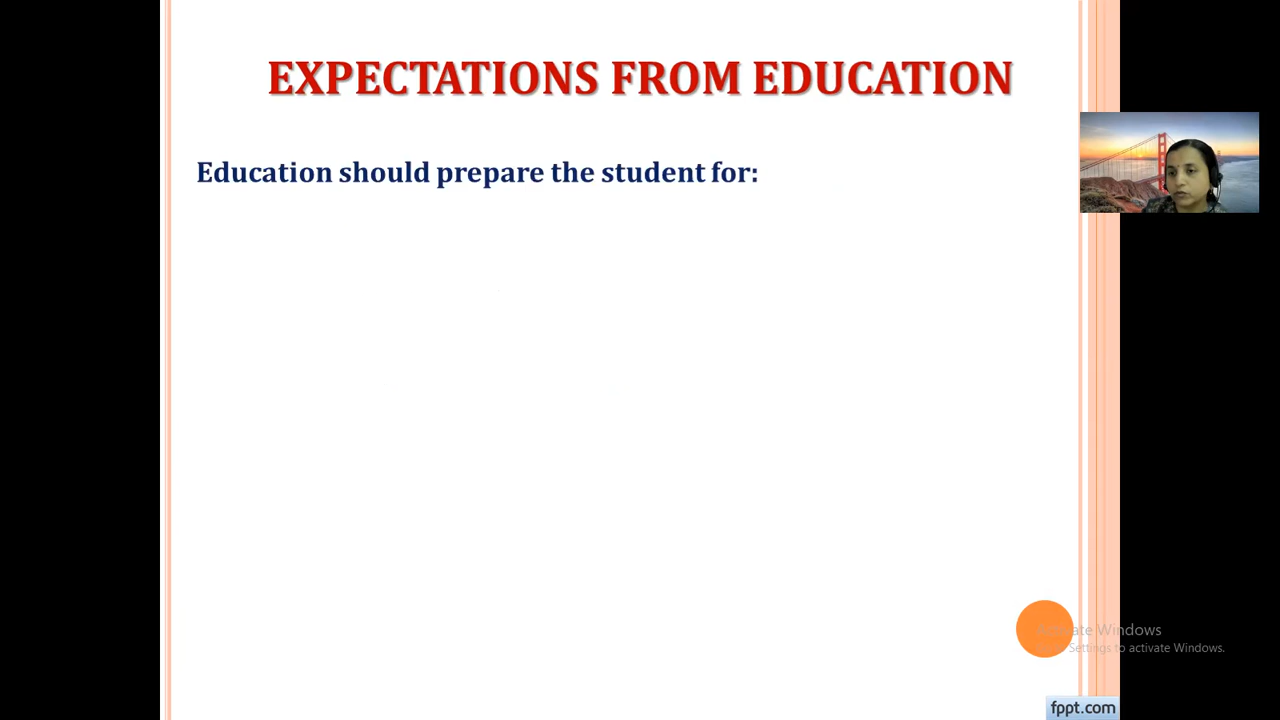 EXPECTATIONS FROM EDUCATION
Education should prepare the student for:
Activate Windows
Settings to activate Windows.
fppt.com